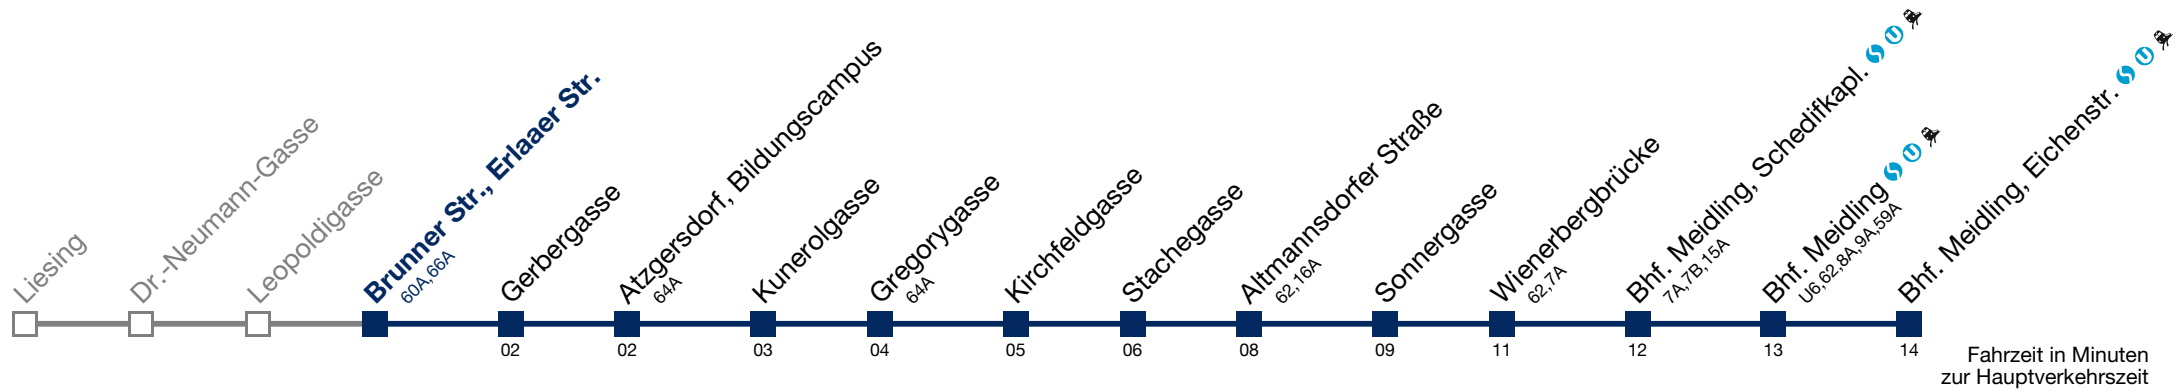 Liesing
Dr.-Neumann-Gasse
Leopoldigasse
Brunner Str., Erlaaer Str.
60A,66A
Gerbergasse
02
Atzgersdorf, Bildungscampus
64A
02
Kunerolgasse
03
Gregorygasse
64A
04
Kirchfeldgasse
05
Stachegasse
06
Altmannsdorfer Straße
62,16A
08
Sonnergasse
09
Wienerbergbrücke
62,7A
11
Bhf. Meidling, Schedifkapl. S U
7A,7B,15A
12
Bhf. Meidling S U
U6,62,8A,9A,59A
13
Bhf. Meidling, Eichenstr. S U
14
Fahrzeit in Minuten
zur Hauptverkehrszeit